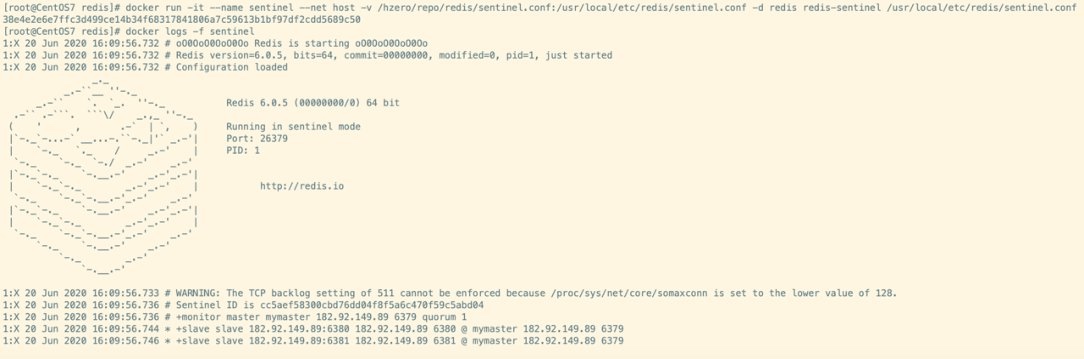 [root@CentOS7 redis]# docker run -it --name sentinel --net host -v /hzero/repo/redis/sentinel.conf:/usr/local/etc/redis/sentinel.conf -d redis redis-sentinel /usr/local/etc/redis/sentinel.conf
38e4e2e6e7ffc3d499ce14b34f68317841806a7c59613b1bf97df2cdd5689c50
[root@CentOS7 redis]# docker logs -f sentinel
1:X 20 Jun 2020 16:09:56.732 # oO0OoO0OoO0Oo Redis is starting oO0OoO0OoO0Oo
1:X 20 Jun 2020 16:09:56.732 # Redis version=6.0.5, bits=64, commit=00000000, modified=0, pid=1, just started
1:X 20 Jun 2020 16:09:56.732 # Configuration loaded
Redis 6.0.5 (00000000/0) 64 bit
Running in sentinel mode
Port: 26379
PID: 1
http://redis.io
1:X 20 Jun 2020 16:09:56.733 # WARNING: The TCP backlog setting of 511 cannot be enforced because /proc/sys/net/core/somaxconn is set to the lower value of 128.
1:X 20 Jun 2020 16:09:56.736 # Sentinel ID is cc5aef58300cbd76dd04f8f5a6c470f59c5abd04
1:X 20 Jun 2020 16:09:56.736 # +monitor master mymaster 182.92.149.89 6379 quorum 1
1:X 20 Jun 2020 16:09:56.744 * +slave slave 182.92.149.89:6380 182.92.149.89 6380 @ mymaster 182.92.149.89 6379
1:X 20 Jun 2020 16:09:56.746 * +slave slave 182.92.149.89:6381 182.92.149.89 6381 @ mymaster 182.92.149.89 6379